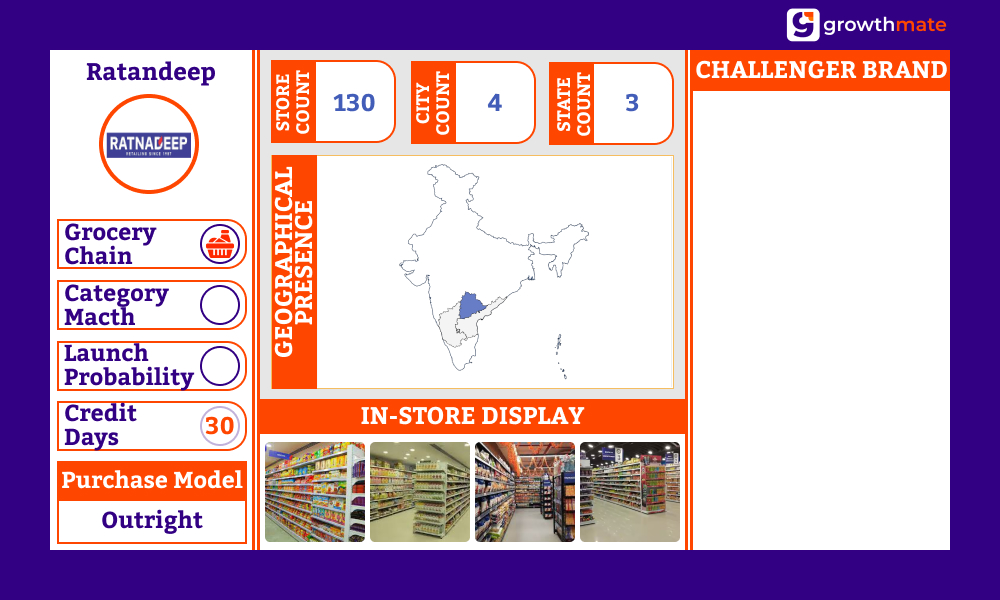 growthmate
Ratandeep
RATNADEEP
RETAILING SINCE 1987
Grocery
Chain
Category
Macth
Launch
Probability
Credit
Days
30
Purchase Model
Outright
STORE
COUNT
130
CITY
COUNT
4
STATE
COUNT
3
GEOGRAPHICAL
PRESENCE
IN-STORE DISPLAY
CHALLENGER BRAND